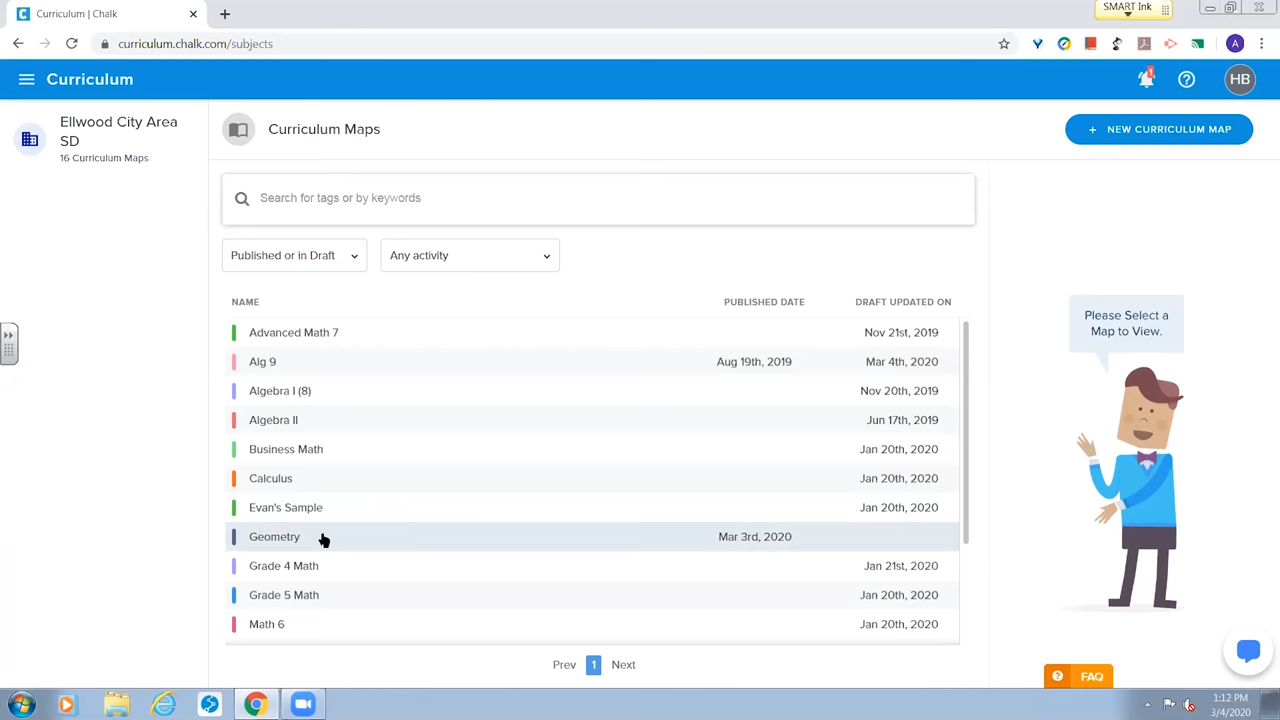 Curriculum | Chalk
SMART Ink
curriculum.chalk.com/subjects
A
Curriculum
1
HB
Ellwood City Area
SD
16 Curriculum Maps
Curriculum Maps
+ NEW CURRICULUM MAP
Search for tags or by keywords
Published or in Draft
Any activity
NAME PUBLISHED DATE DRAFT UPDATED ON
Advanced Math 7 Nov 21st, 2019
Alg 9 Aug 19th, 2019 Mar 4th, 2020
Algebra I (8) Nov 20th, 2019
Algebra II Jun 17th, 2019
Business Math Jan 20th, 2020
Calculus Jan 20th, 2020
Evan's Sample Jan 20th, 2020
Geometry Mar 3rd, 2020
Grade 4 Math Jan 21st, 2020
Grade 5 Math Jan 20th, 2020
Math 6 Jan 20th, 2020
Prev 1 Next
Please Select a
Map to View.
? FAQ
1:12 PM
3/4/2020